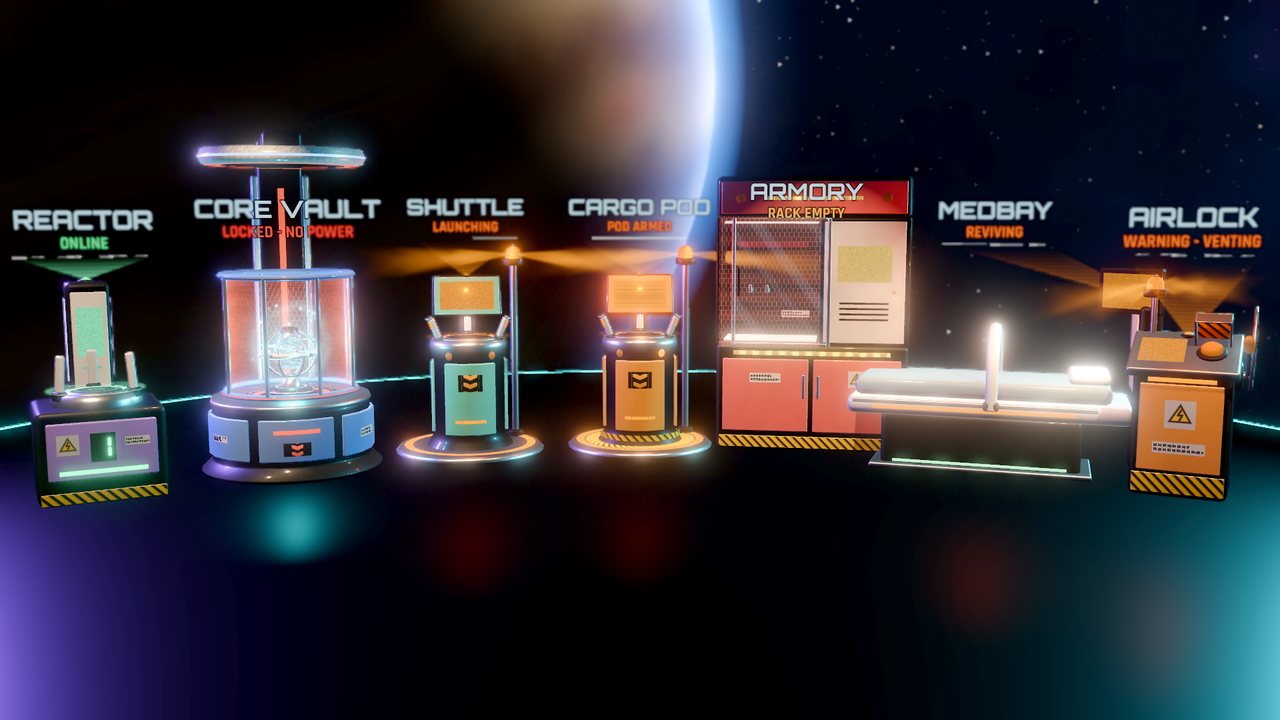 REACTOR
ONLINE
CORE VAULT
LOCKED - NO POWER
SHUTTLE
LAUNCHING
CARGO POD
POD ARMED
ARMORY
RACK EMPTY
MEDBAY
REVIVING
AIRLOCK
WARNING - VENTING
1